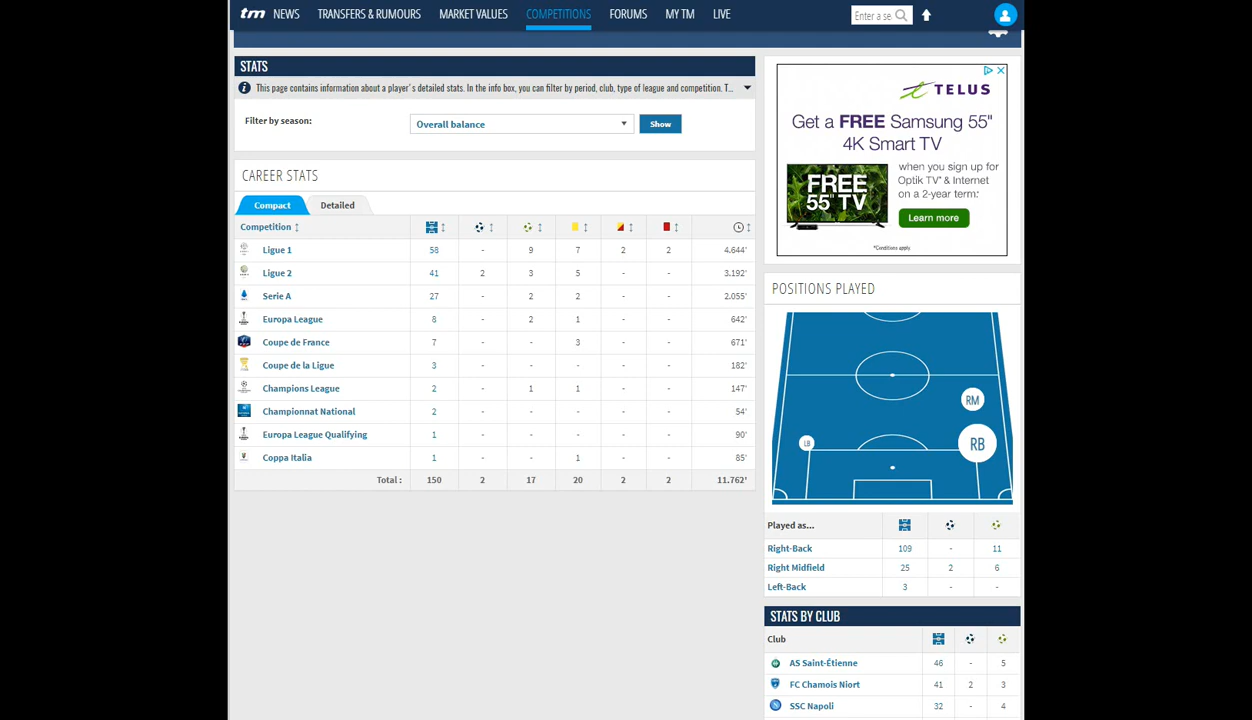 tm NEWS TRANSFERS & RUMOURS MARKET VALUES COMPETITIONS FORUMS MY TM LIVE Enter a se
STATS
This page contains information about a player´s detailed stats. In the info box, you can filter by period, club, type of league and competition. T...
Filter by season: Overall balance Show
CAREER STATS
Compact Detailed
Competition
Ligue 1 58 - 9 7 2 2 4.644'
Ligue 2 41 2 3 5 - - 3.192'
Serie A 27 - 2 2 - - 2.055'
Europa League 8 - 2 1 - - 642'
Coupe de France 7 - - 3 - - 671'
Coupe de la Ligue 3 - - - - - 182'
Champions League 2 - 1 1 - - 147'
Championnat National 2 - - - - - 54'
Europa League Qualifying 1 - - - - - 90'
Coppa Italia 1 - - 1 - - 85'
Total : 150 2 17 20 2 2 11.762'
TELUS
Get a FREE Samsung 55"
4K Smart TV
FREE
55" TV
when you sign up for
Optik TV® & Internet
on a 2-year term:
Learn more
*Conditions apply
POSITIONS PLAYED
RM
LB
RB
Played as...
Right-Back 109 - 11
Right Midfield 25 2 6
Left-Back 3 - -
STATS BY CLUB
Club
AS Saint-Étienne 46 - 5
FC Chamois Niort 41 2 3
SSC Napoli 32 - 4